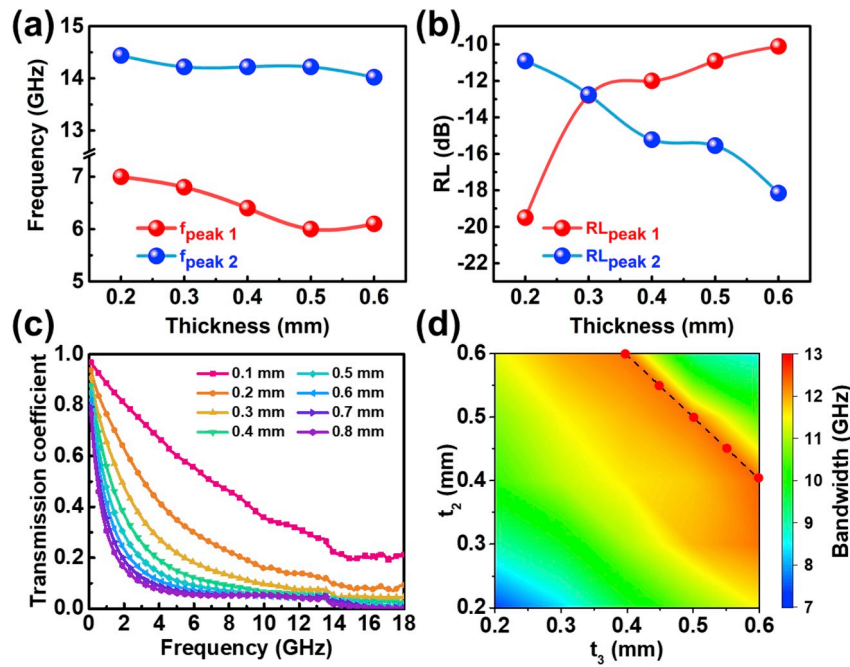 (a)
Frequency (GHz)
15
14
13
7
6
5
f peak 1
f peak 2
0.2 0.3 0.4 0.5 0.6
Thickness (mm)
(b)
RL (dB)
-10
-12
-14
-16
-18
-20
-22
RL peak 1
RL peak 2
0.2 0.3 0.4 0.5 0.6
Thickness (mm)
(c)
Transmission coefficient
1.0
0.8
0.6
0.4
0.2
0.0
0.1 mm 0.5 mm
0.2 mm 0.6 mm
0.3 mm 0.7 mm
0.4 mm 0.8 mm
0 2 4 6 8 10 12 14 16 18
Frequency (GHz)
(d)
t2 (mm)
0.6
0.5
0.4
0.3
0.2
0.2 0.3 0.4 0.5 0.6
t3 (mm)
13
12
11
10
9
8
7
Bandwidth (GHz)